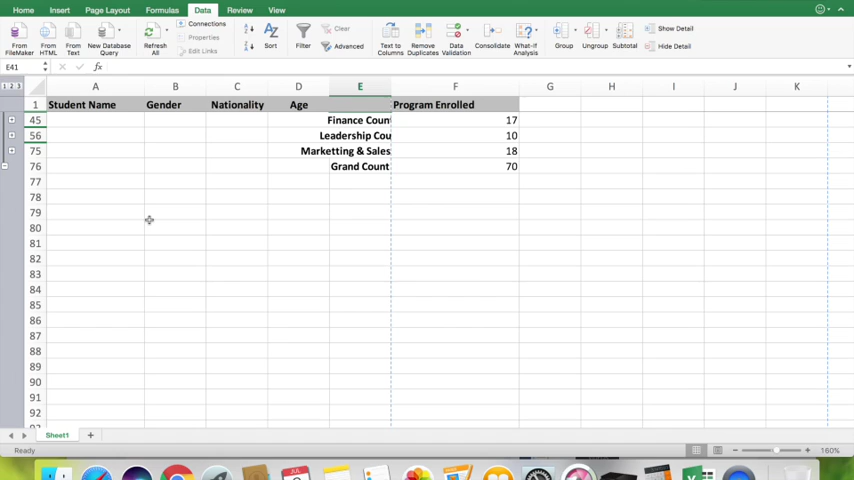 Home Insert Page Layout Formulas Data Review View
From FileMaker From HTML From Text New Database Query Refresh All Connections Properties Edit Links Sort Filter Clear Advanced Text to Columns Remove Duplicates Data Validation Consolidate What-If Analysis Group Ungroup Subtotal Show Detail Hide Detail
E41 fx
1 2 3 A B C D E F G H I J K
1 Student Name Gender Nationality Age Program Enrolled
45 Finance Coun 17
56 Leadership Cou 10
75 Marketting & Sales 18
76 Grand Count 70
77
78
79
80
81
82
83
84
85
86
87
88
89
90
91
92
Sheet1
Ready 160%
JUL